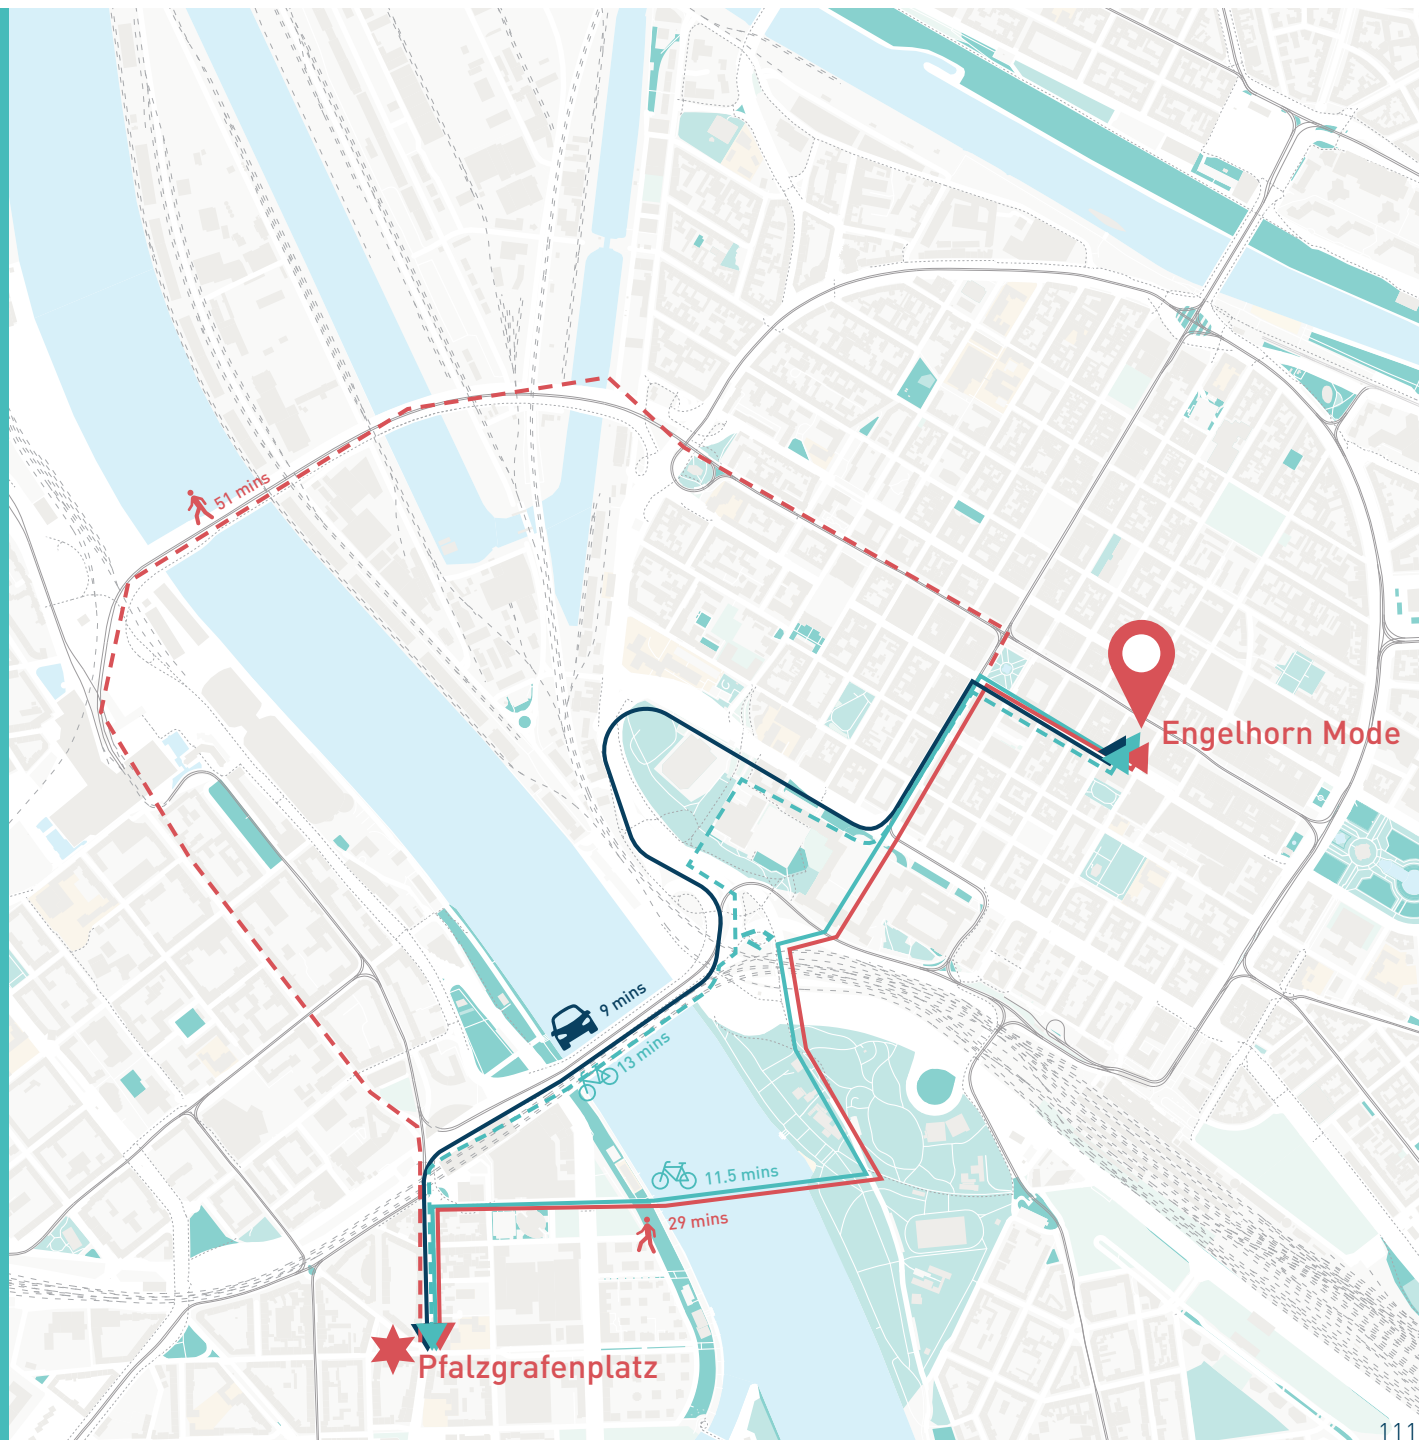 51 mins
Engelhorn Mode
9 mins
13 mins
11.5 mins
29 mins
Pfalzgrafenplatz
111